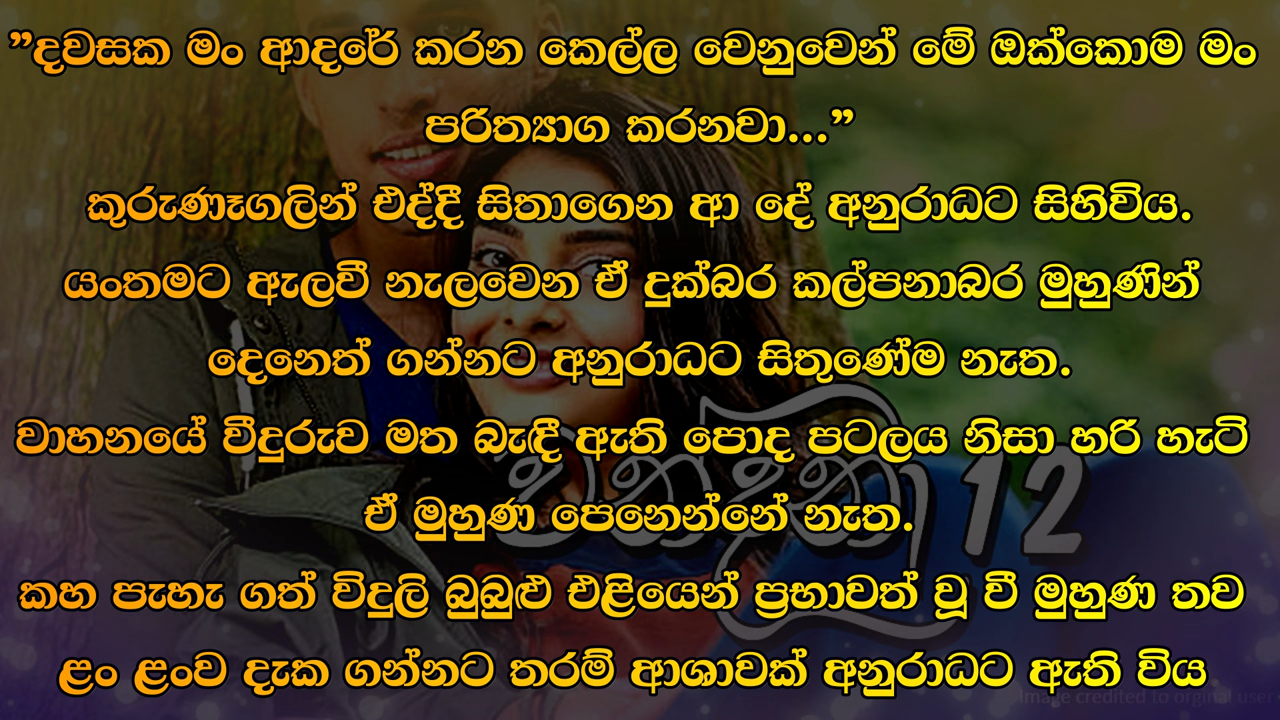 ”දවසක මං ආදරේ කරන කෙල්ල වෙනුවෙන් මේ ඔක්කොම මං
පරිත්‍යාග කරනවා...”
කුරුණෑගලින් එද්දී සිතාගෙන ආ දේ අනුරාධට සිහිවිය.
යංතමට ඇලවී නැලවෙන ඒ දුක්බර කල්පනාබර මුහුණින්
දෙනෙත් ගන්නට අනුරාධට සිතුණේම නැත.
වාහනයේ වීදුරුව මත බැඳී ඇති පොද පටලය නිසා හරි හැටි
ඒ මුහුණ පෙනෙන්නේ නැත.
කහ පැහැ ගත් විදුලි බුබුළු එළියෙන් ප්‍රභාවත් වූ වී මුහුණ තව
ළං ළංව දැක ගන්නට තරම් ආශාවක් අනුරාධට ඇති විය
12
Image credited to orginal user